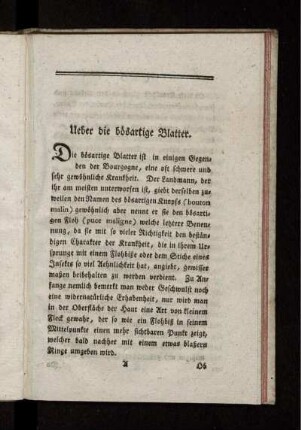 Ueber die bösartige Blatter.
Die bösartige Blatter ist in einigen Gegen-
den der Bourgogne, eine oft schwere und
sehr gewöhnliche Krankheit. Der Landmann, der
ihr am meisten unterworfen ist, giebt derselben zu-
weilen den Namen des bösartigen Knopfs (bouton
malin) gewöhnlich aber nennt er sie den bösarti-
gen Floh (puce maligne) welche letztere Benen-
nung, da sie mit so vieler Richtigkeit den bestän-
digen Charakter der Krankheit, die in ihrem Ur-
sprunge mit einem Flohbiße oder dem Stiche eines
Insekts so viel Aehnlichkeit hat, angiebt, gewisser
maßen beibehalten zu werden verdient. Zu An-
fange nemlich bemerkt man weder Geschwulst noch
eine widernatürliche Erhabenheit, nur wird man
in der Oberfläche der Haut eine Art von kleinem
Fleck gewahr, der so wie ein Flohbiß in seinem
Mittelpunkte einen mehr sichtbaren Punkt zeigt,
welcher bald nachher mit einem etwas blaßern
Ringe umgeben wird.
A Ob